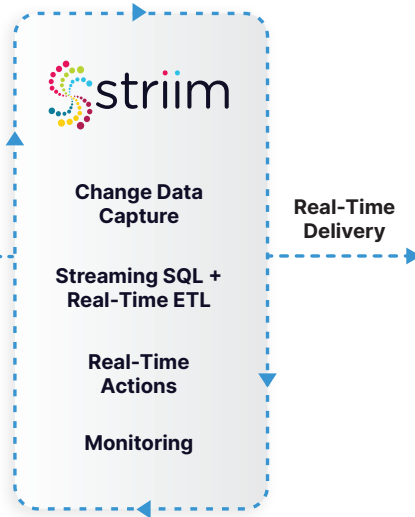 striim
Change Data
Capture
Real-Time
Delivery
Streaming SQL +
Real-Time ETL
Real-Time
Actions
Monitoring